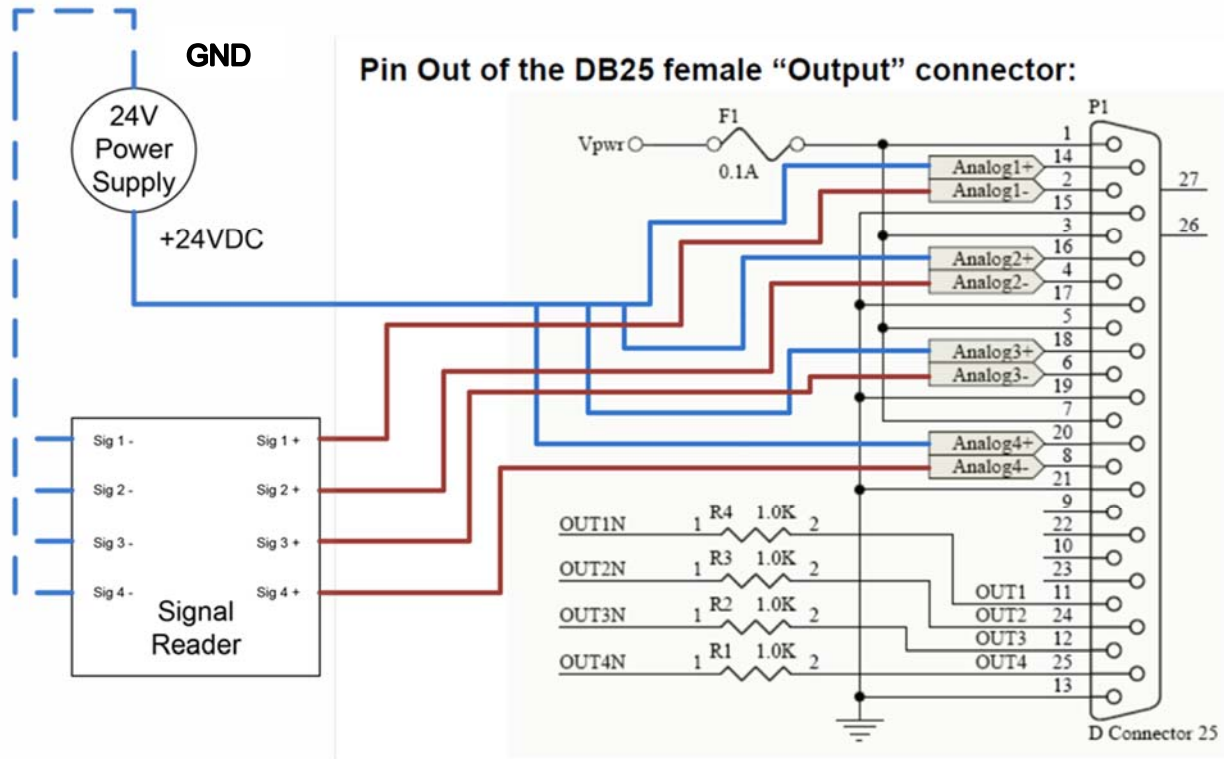 GND
Pin Out of the DB25 female “Output” connector:
24V
Power
Supply
+24VDC
Sig 1 -
Sig 1 +
Sig 2 -
Sig 2 +
Sig 3 -
Sig 3 +
Sig 4 -
Sig 4 +
Signal
Reader
Vpwr
F1
0.1A
P1
Analog1+
Analog1-
Analog2+
Analog2-
Analog3+
Analog3-
Analog4+
Analog4-
1
14
2
15
3
16
4
17
5
18
6
19
7
20
8
21
9
22
10
23
OUT1 11
OUT2 24
OUT3 12
OUT4 25
13
27
26
OUT1N 1 R4 1.0K 2
OUT2N 1 R3 1.0K 2
OUT3N 1 R2 1.0K 2
OUT4N 1 R1 1.0K 2
D Connector 25